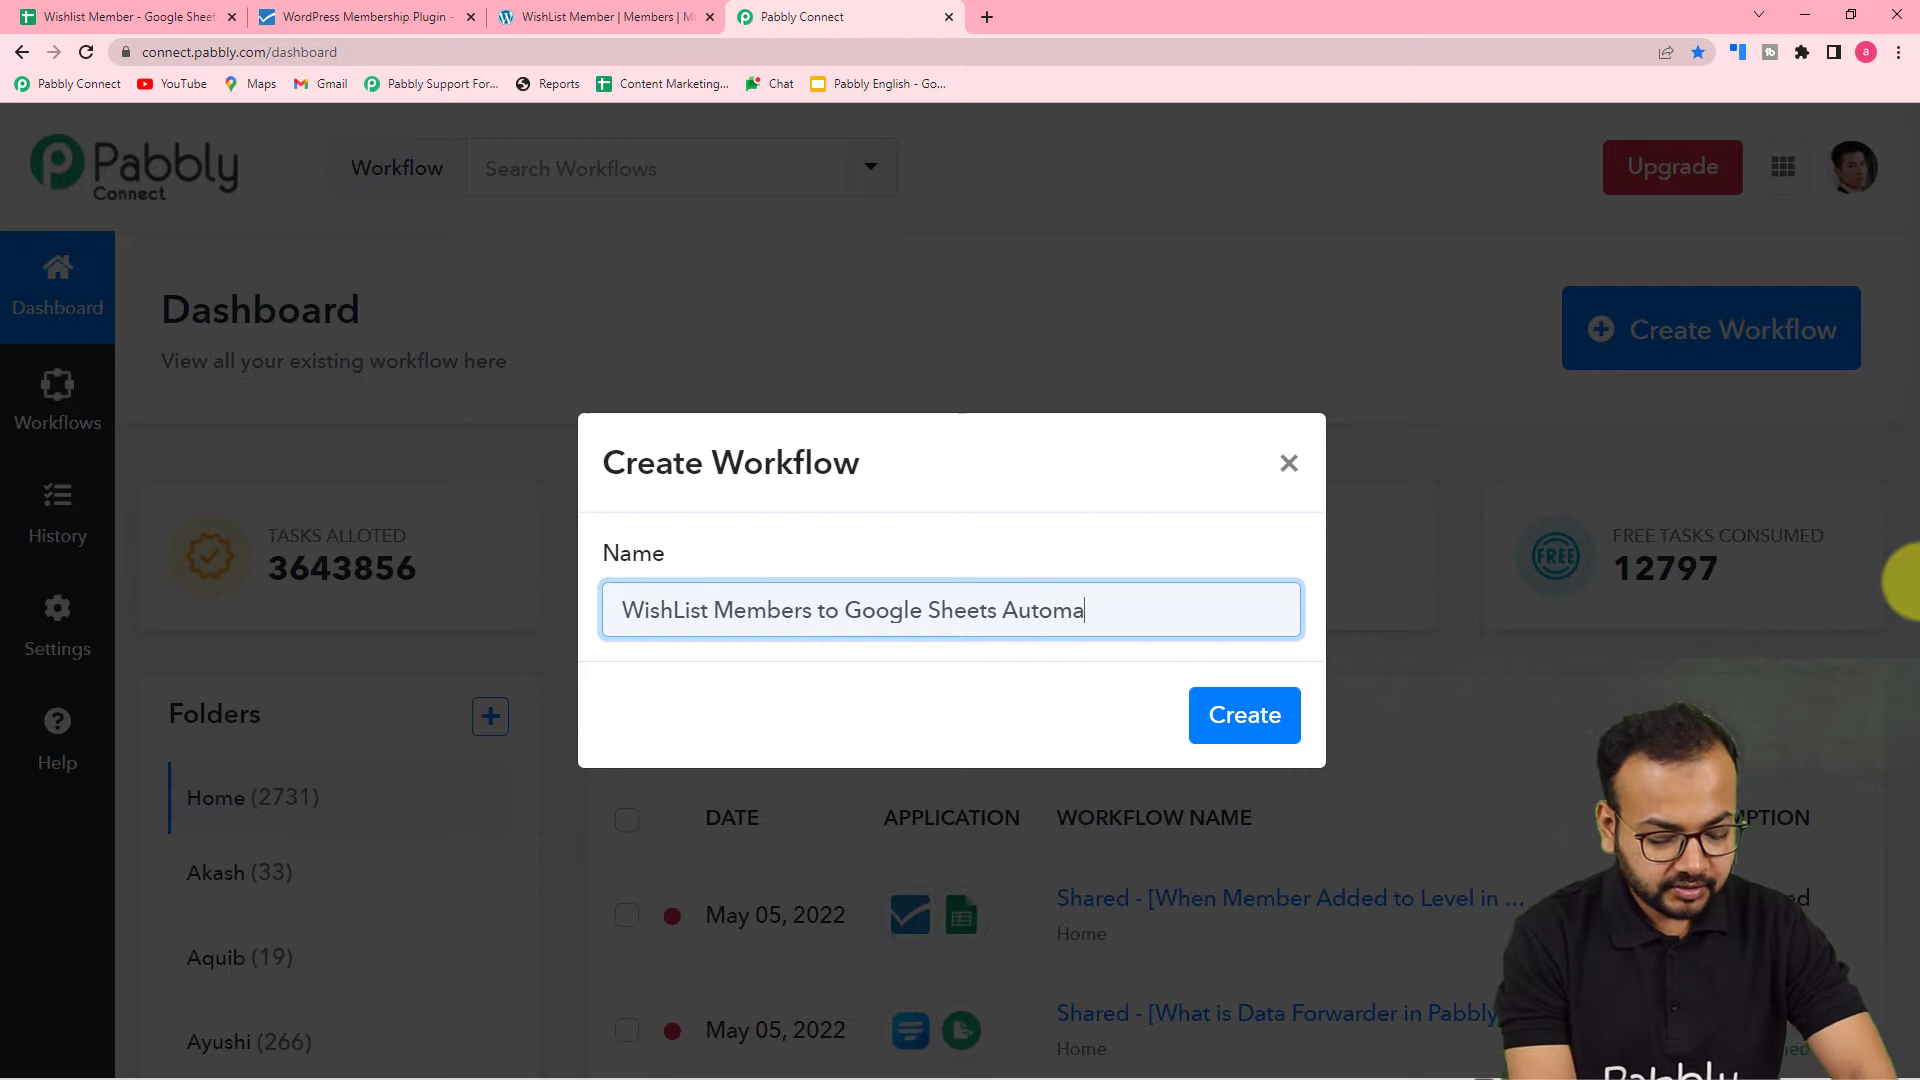 Wishlist Member - Google Sheet
WordPress Membership Plugin -
WishList Member | Members | M
Pabbly Connect
connect.pabbly.com/dashboard
a
Pabbly Connect
YouTube
Maps
Gmail
Pabbly Support For...
Reports
Content Marketing...
Chat
Pabbly English - Go...
Pabbly
Connect
Workflow
Search Workflows
Upgrade
Dashboard
Workflows
History
Settings
Help
Dashboard
View all your existing workflow here
Create Workflow
TASKS ALLOTED
3643856
FREE
FREE TASKS CONSUMED
12797
Create Workflow
Name
WishList Members to Google Sheets Automa
Create
Folders
Home (2731)
Akash (33)
Aquib (19)
Ayushi (266)
DATE
APPLICATION
WORKFLOW NAME
May 05, 2022
Shared - [When Member Added to Level in ...
Home
May 05, 2022
Shared - [What is Data Forwarder in Pabbly
Home
Pabbly